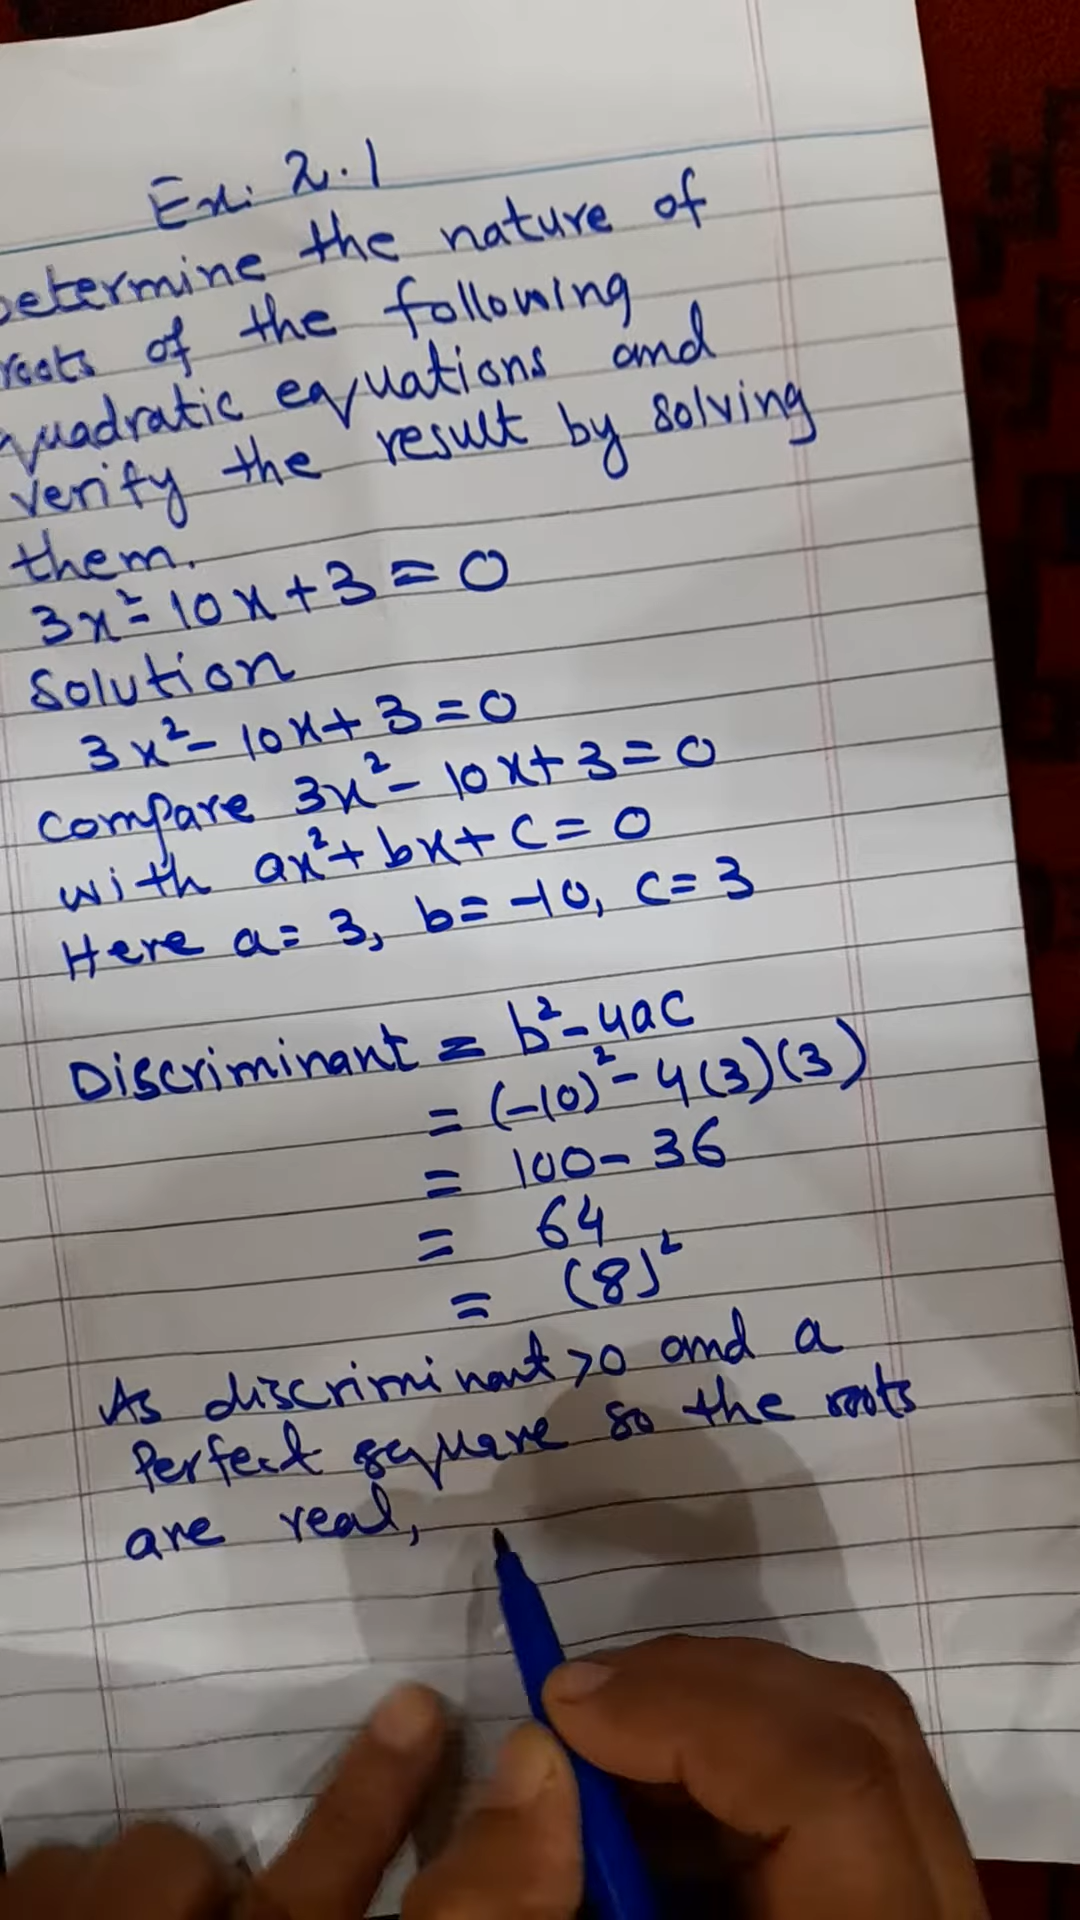 Ex: 2.1
Determine the nature of
roots of the following
quadratic equations and
verify the result by solving
them.
3x²-10x+3=0
Solution
3x²-10x+3=0
Compare 3x²-10x+3=0
with ax²+bx+c=0
Here a=3, b=-10, c=3
Discriminant = b²-4ac
= (-10)²-4(3)(3)
= 100-36
= 64
= (8)²
As discriminant >0 and a
Perfect square so the roots
are real,